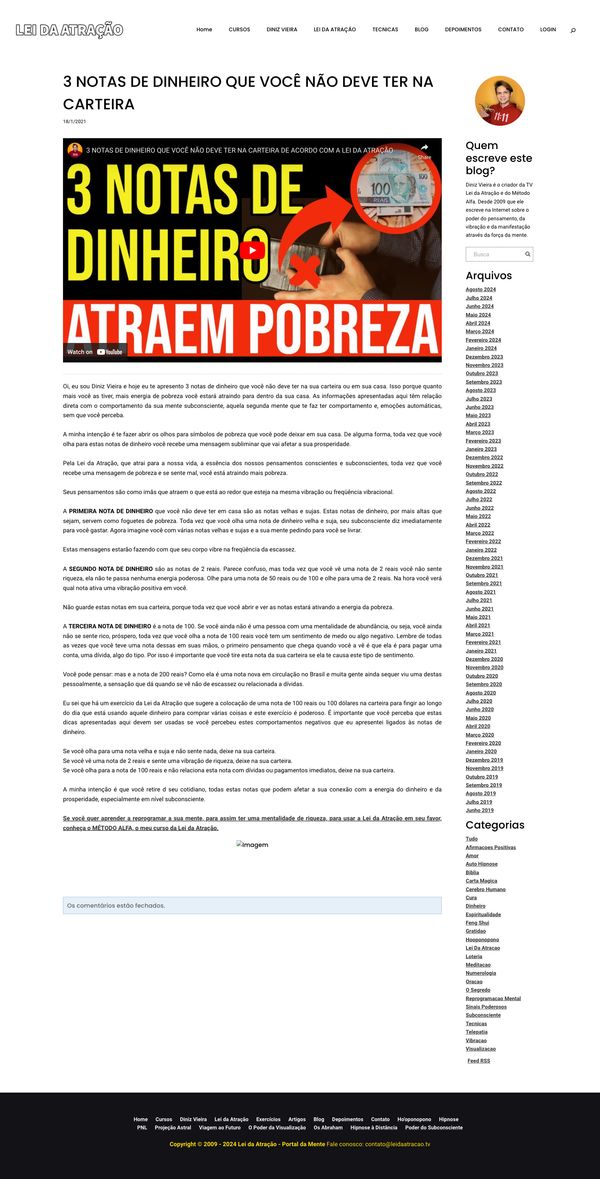 LEI DA ATRAÇÃO
Home CURSOS DINIZ VIEIRA LEI DA ATRAÇÃO TECNICAS BLOG DEPOIMENTOS CONTATO LOGIN
3 NOTAS DE DINHEIRO QUE VOCÊ NÃO DEVE TER NA
CARTEIRA
18/1/2021
3 NOTAS DE DINHEIRO QUE VOCÊ NÃO DEVE TER NA CARTEIRA DE ACORDO COM A LEI DA ATRAÇÃO
Share
3 NOTAS DE
DINHEIRO
100
REAIS
ATRAEM POBREZA
Watch on YouTube
Oi, eu sou Diniz Vieira e hoje eu te apresento 3 notas de dinheiro que você não deve ter na sua carteira ou em sua casa. Isso porque quanto
mais você as tiver, mais energia de pobreza você estará atraindo para dentro da sua casa. As informações apresentadas aqui têm relação
direta com o comportamento da sua mente subconsciente, aquela segunda mente que te faz ter comportamento e, emoções automáticas,
sem que você perceba.
A minha intenção é te fazer abrir os olhos para símbolos de pobreza que você pode deixar em sua casa. De alguma forma, toda vez que você
olha para estas notas de dinheiro você recebe uma mensagem subliminar que vai afetar a sua prosperidade.
Pela Lei da Atração, que atrai para a nossa vida, a essência dos nossos pensamentos conscientes e subconscientes, toda vez que você
recebe uma mensagem de pobreza e se sente mal, você está atraindo mais pobreza.
Seus pensamentos são como imãs que atraem o que está ao redor que esteja na mesma vibração ou freqüência vibracional.
A PRIMEIRA NOTA DE DINHEIRO que você não deve ter em casa são as notas velhas e sujas. Estas notas de dinheiro, por mais altas que
sejam, servem como foguetes de pobreza. Toda vez que você olha uma nota de dinheiro velha e suja, seu subconsciente diz imediatamente
para você gastar. Agora imagine você com várias notas velhas e sujas e a sua mente pedindo para você se livrar.
Estas mensagens estarão fazendo com que seu corpo vibre na freqüência da escassez.
A SEGUNDO NOTA DE DINHEIRO são as notas de 2 reais. Parece confuso, mas toda vez que você vê uma nota de 2 reais você não sente
riqueza, ela não te passa nenhuma energia poderosa. Olhe para uma nota de 50 reais ou de 100 e olhe para uma de 2 reais. Na hora você verá
qual nota ativa uma vibração positiva em você.
Não guarde estas notas em sua carteira, porque toda vez que você abrir e ver as notas estará ativando a energia da pobreza.
A TERCEIRA NOTA DE DINHEIRO é a nota de 100. Se você ainda não é uma pessoa com uma mentalidade de abundância, ou seja, você ainda
não se sente rico, próspero, toda vez que você olha a nota de 100 reais você tem um sentimento de medo ou algo negativo. Lembre de todas
as vezes que você teve uma nota dessas em suas mãos, o primeiro pensamento que chega quando você a vê é que ela é para pagar uma
conta, uma dívida, algo do tipo. Por isso é importante que você tire esta nota da sua carteira se ela te causa este tipo de sentimento.
Você pode pensar: mas e a nota de 200 reais? Como ela é uma nota nova em circulação no Brasil e muita gente ainda sequer viu uma destas
pessoalmente, a sensação que dá quando se vê não de escassez ou relacionada a dívidas.
Eu sei que há um exercício da Lei da Atração que sugere a colocação de uma nota de 100 reais ou 100 dólares na carteira para fingir ao longo
do dia que está usando aquele dinheiro para comprar várias coisas e este exercício é poderoso. É importante que você perceba que estas
dicas apresentadas aqui devem ser usadas se você percebeu estes comportamentos negativos que eu apresentei ligados às notas de
dinheiro.
Se você olha para uma nota velha e suja e não sente nada, deixe na sua carteira.
Se você vê uma nota de 2 reais e sente uma vibração de riqueza, deixe na sua carteira.
Se você olha para a nota de 100 reais e não relaciona esta nota com dívidas ou pagamentos imediatos, deixe na sua carteira.
A minha intenção é que você retire d seu cotidiano, todas estas notas que podem afetar a sua conexão com a energia do dinheiro e da
prosperidade, especialmente em nível subconsciente.
Se você quer aprender a reprogramar a sua mente, para assim ter uma mentalidade de riqueza, para usar a Lei da Atração em seu favor,
conheça o MÉTODO ALFA, o meu curso da Lei da Atração.
Imagem
Os comentários estão fechados.
11:11
Quem
escreve este
blog?
Diniz Vieira é o criador da TV
Lei da Atração e do Método
Alfa. Desde 2009 que ele
escreve na Internet sobre o
poder do pensamento, da
vibração e da manifestação
através da força da mente.
Busca
Arquivos
Agosto 2024
Julho 2024
Junho 2024
Maio 2024
Abril 2024
Março 2024
Fevereiro 2024
Janeiro 2024
Dezembro 2023
Novembro 2023
Outubro 2023
Setembro 2023
Agosto 2023
Julho 2023
Junho 2023
Maio 2023
Abril 2023
Março 2023
Fevereiro 2023
Janeiro 2023
Dezembro 2022
Novembro 2022
Outubro 2022
Setembro 2022
Agosto 2022
Julho 2022
Junho 2022
Maio 2022
Abril 2022
Março 2022
Fevereiro 2022
Janeiro 2022
Dezembro 2021
Novembro 2021
Outubro 2021
Setembro 2021
Agosto 2021
Julho 2021
Junho 2021
Maio 2021
Abril 2021
Março 2021
Fevereiro 2021
Janeiro 2021
Dezembro 2020
Novembro 2020
Outubro 2020
Setembro 2020
Agosto 2020
Julho 2020
Junho 2020
Maio 2020
Abril 2020
Março 2020
Fevereiro 2020
Janeiro 2020
Dezembro 2019
Novembro 2019
Outubro 2019
Setembro 2019
Agosto 2019
Julho 2019
Junho 2019
Categorias
Tudo
Afirmacoes Positivas
Amor
Auto Hipnose
Bíblia
Carta Magica
Cerebro Humano
Cura
Dinheiro
Espiritualidade
Feng Shui
Gratidao
Hooponopono
Lei Da Atracao
Loteria
Meditacao
Numerologia
Oracao
O Segredo
Reprogramacao Mental
Sinais Poderosos
Subconsciente
Tecnicas
Telepatia
Vibracao
Visualizacao
Feed RSS
Home Cursos Diniz Vieira Lei da Atração Exercícios Artigos Blog Depoimentos Contato Ho'oponopono Hipnose
PNL Projeção Astral Viagem ao Futuro O Poder da Visualização Os Abraham Hipnose à Distância Poder do Subconsciente
Copyright © 2009 - 2024 Lei da Atração - Portal da Mente Fale conosco: contato@leidaatracao.tv